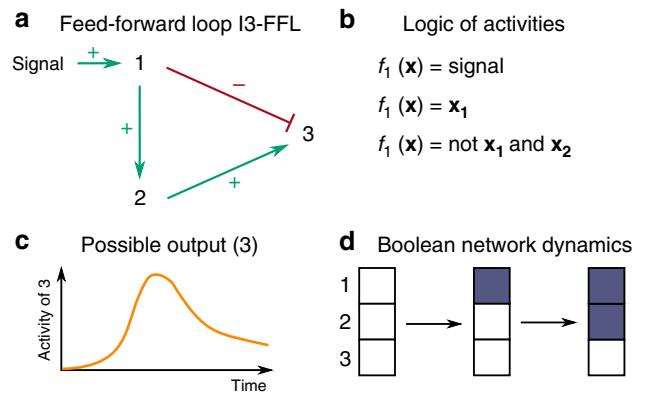 a Feed-forward loop I3-FFL
Signal + 1 −
+ 3
2 +
b Logic of activities
f1 (x) = signal
f1 (x) = x1
f1 (x) = not x1 and x2
c Possible output (3)
Activity of 3
Time
d Boolean network dynamics
1
2
3